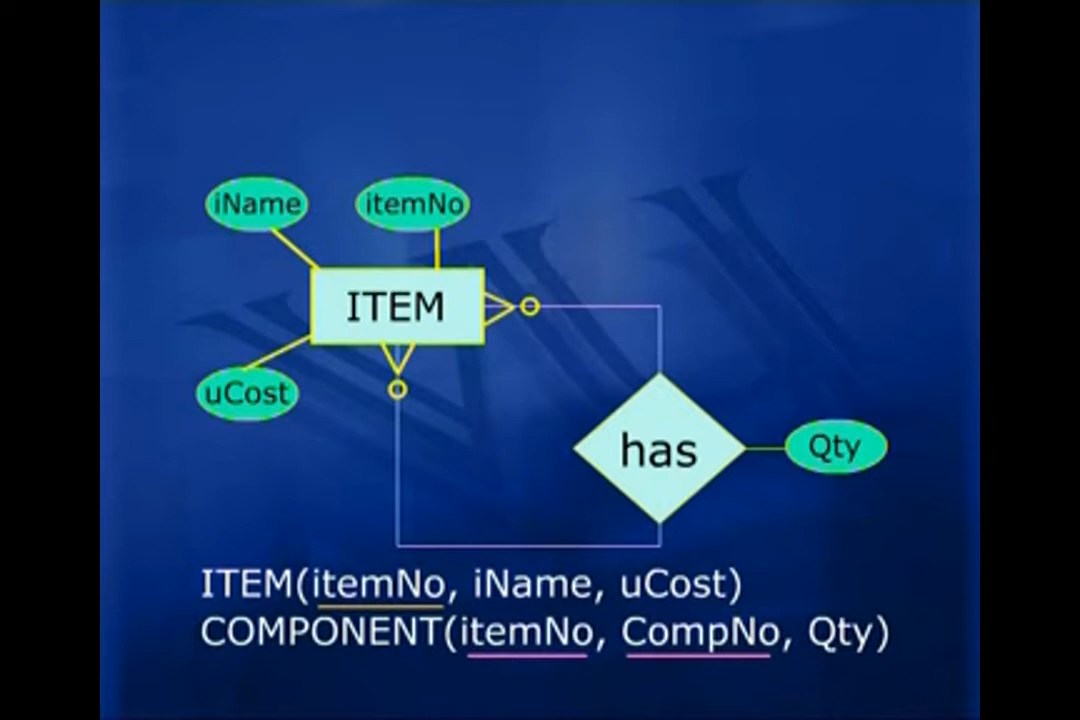 iName
itemNo
ITEM
uCost
has
Qty
ITEM(itemNo, iName, uCost)
COMPONENT(itemNo, CompNo, Qty)